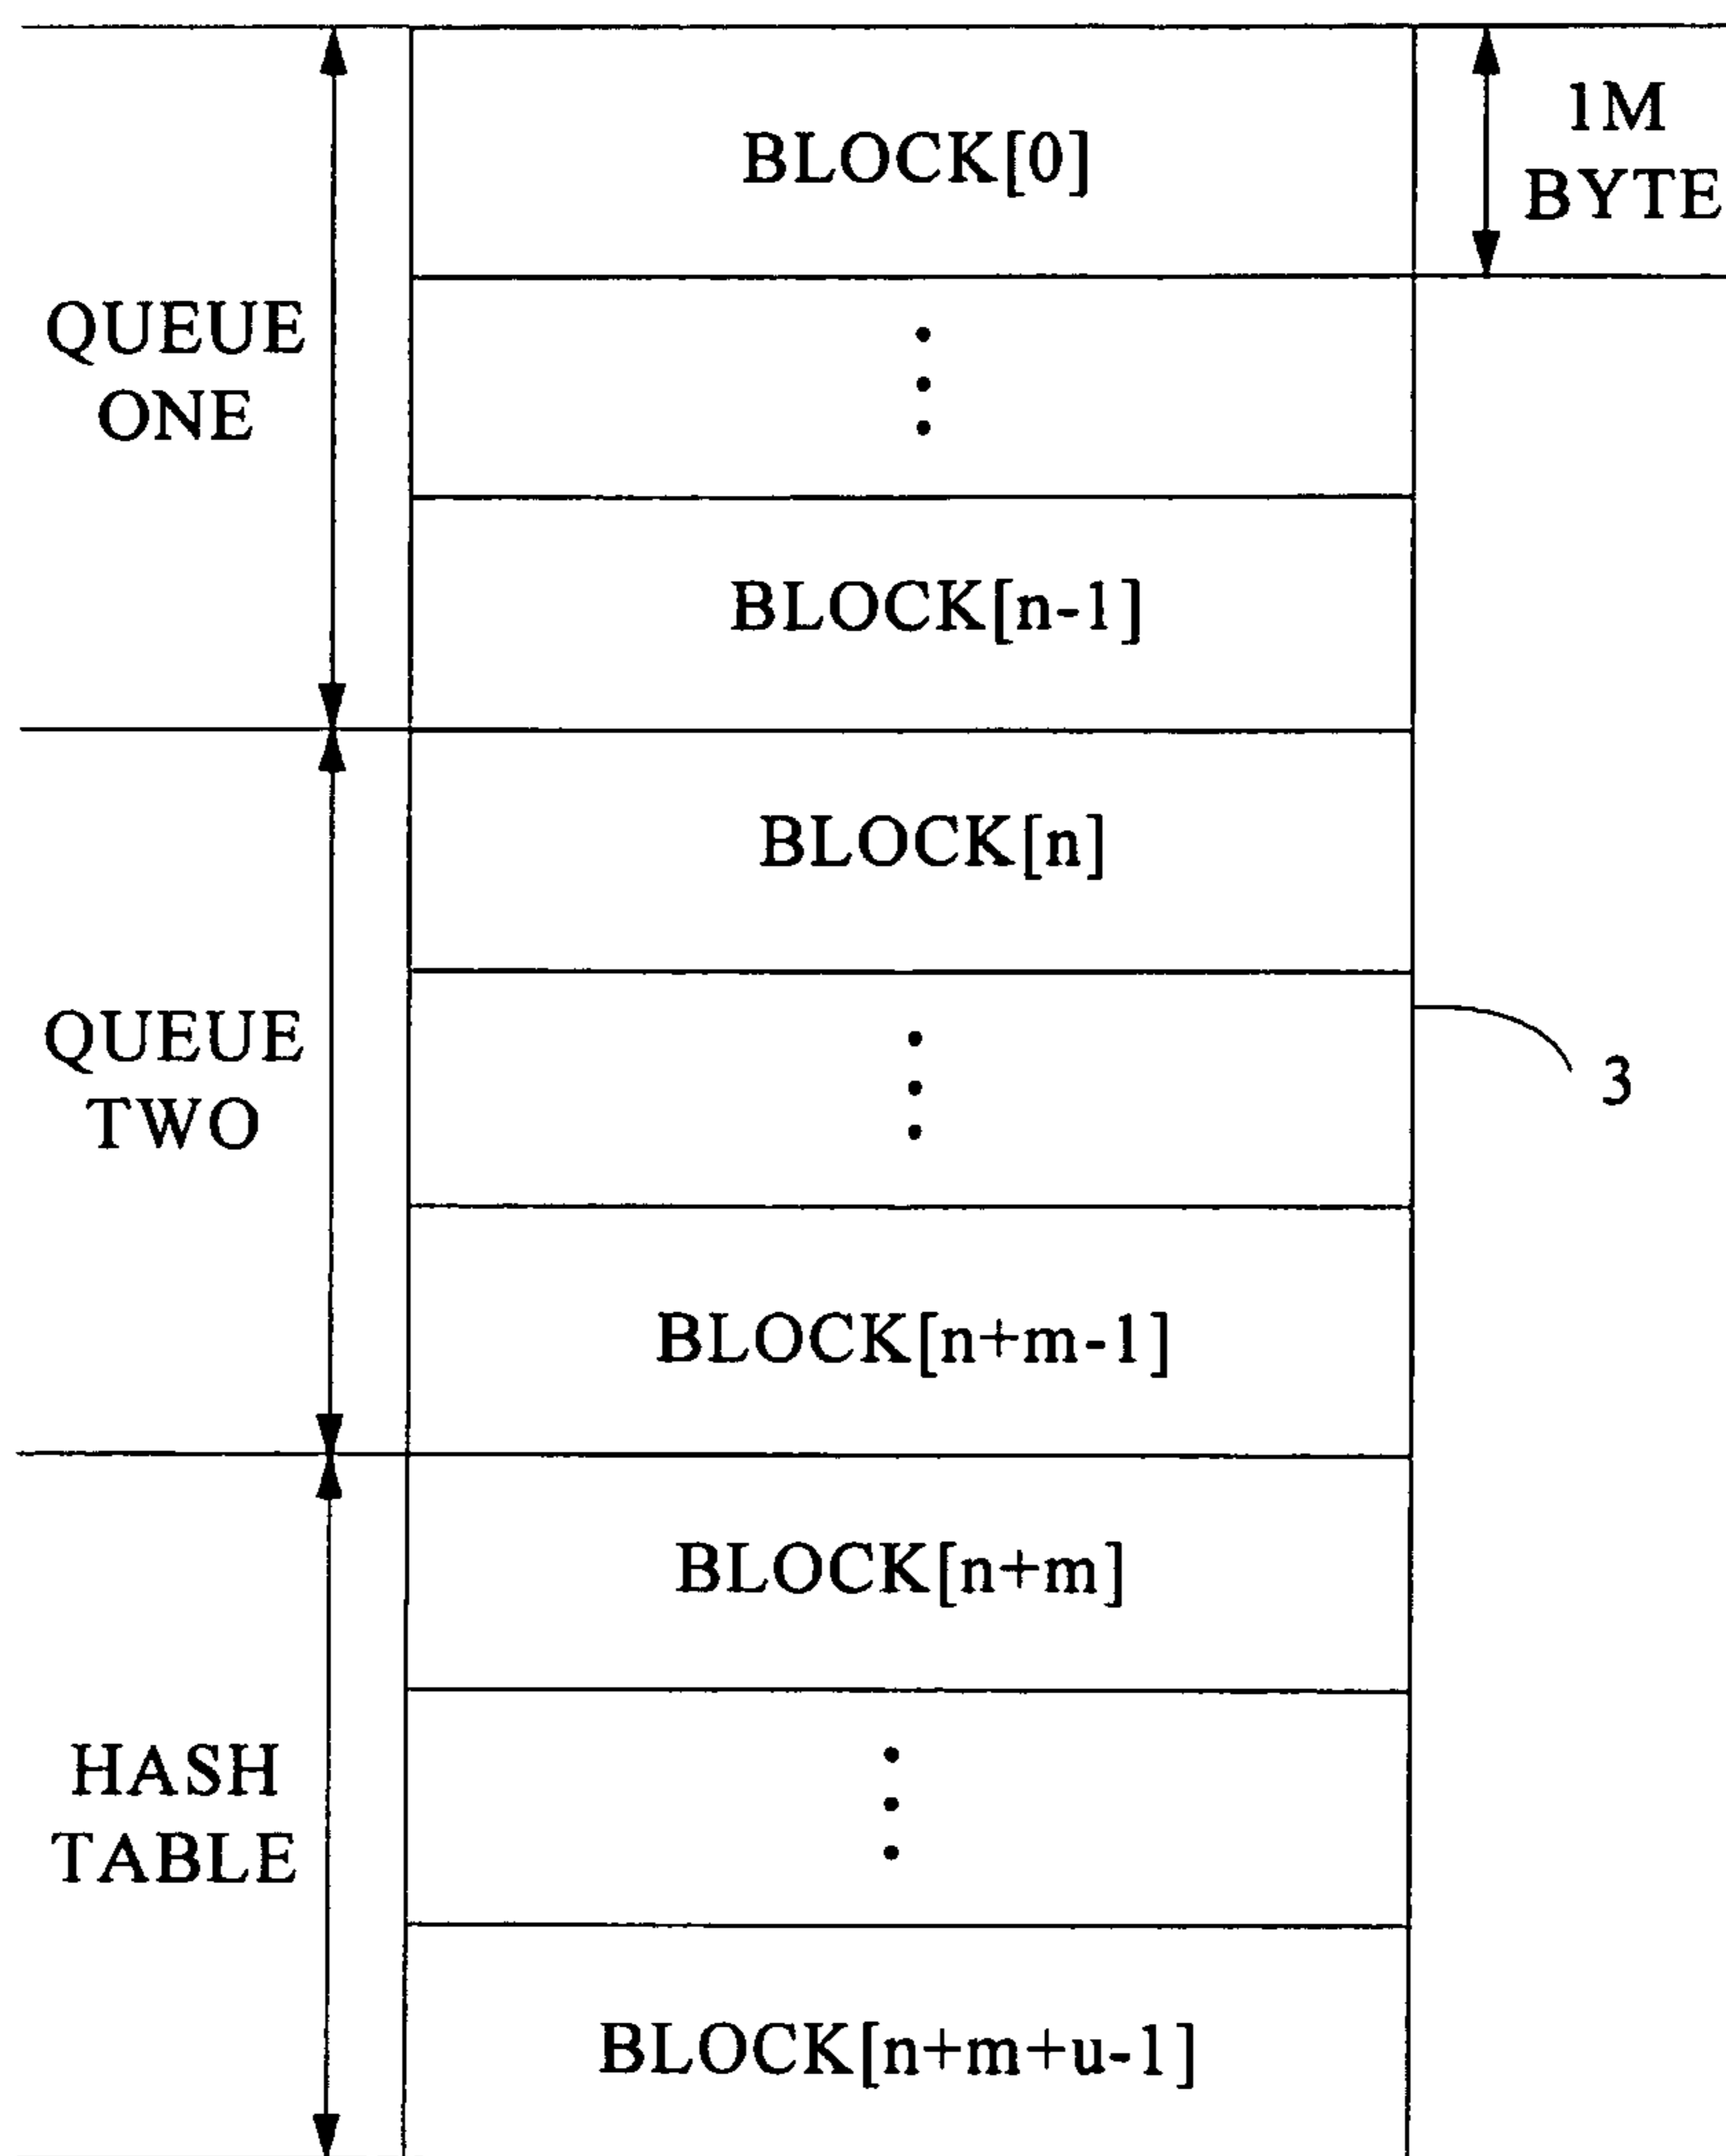 BLOCK[0]
1M
BYTE
QUEUE
ONE
BLOCK[n-1]
BLOCK[n]
QUEUE
TWO
3
BLOCK[n+m-1]
BLOCK[n+m]
HASH
TABLE
BLOCK[n+m+u-1]